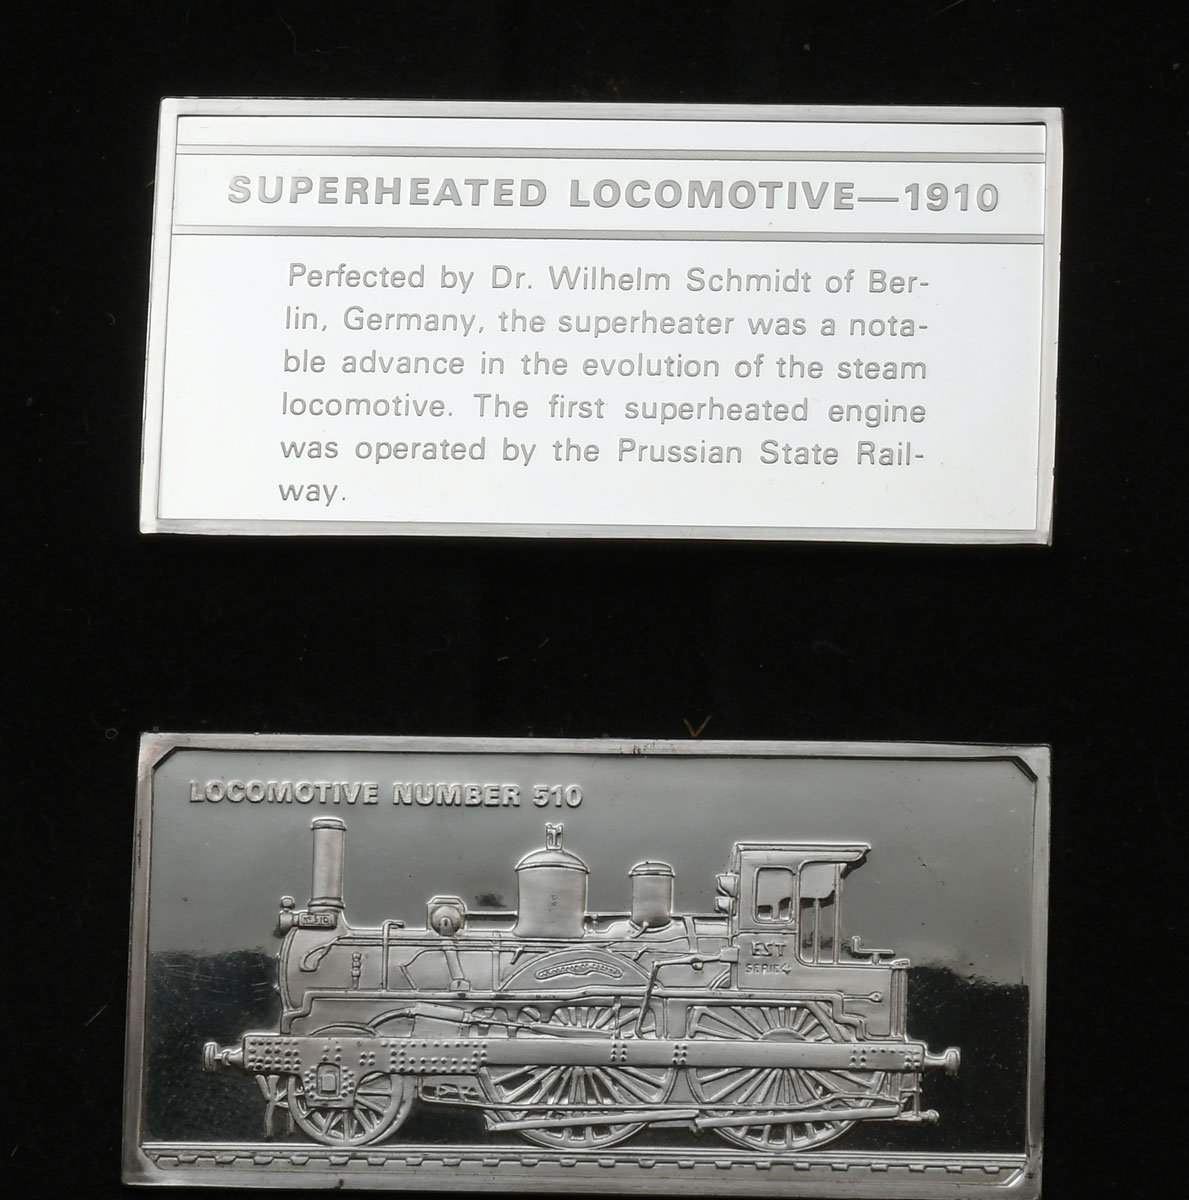 SUPERHEATED LOCOMOTIVE—1910
Perfected by Dr. Wilhelm Schmidt of Ber-
lin, Germany, the superheater was a nota-
ble advance in the evolution of the steam
locomotive. The first superheated engine
was operated by the Prussian State Rail-
way.
LOCOMOTIVE NUMBER 510
EST
SERIE 4